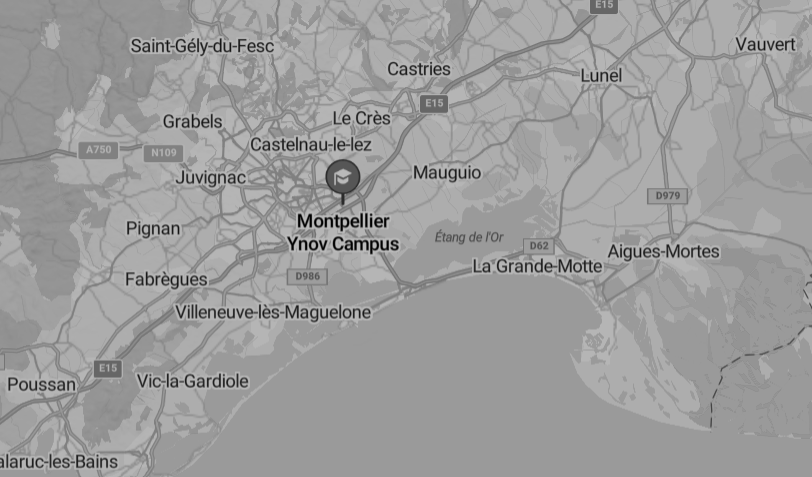 E15
Saint-Gély-du-Fesc
Vauvert
Castries
Lunel
E15
Le Crès
Grabels
Castelnau-le-lez
A750
N109
Juvignac
Mauguio
D979
Montpellier
Ynov Campus
Pignan
Étang de l'Or
D62
Aigues-Mortes
La Grande-Motte
Fabrègues
D986
Villeneuve-lès-Maguelone
E15
Poussan
Vic-la-Gardiole
alaruc-les-Bains